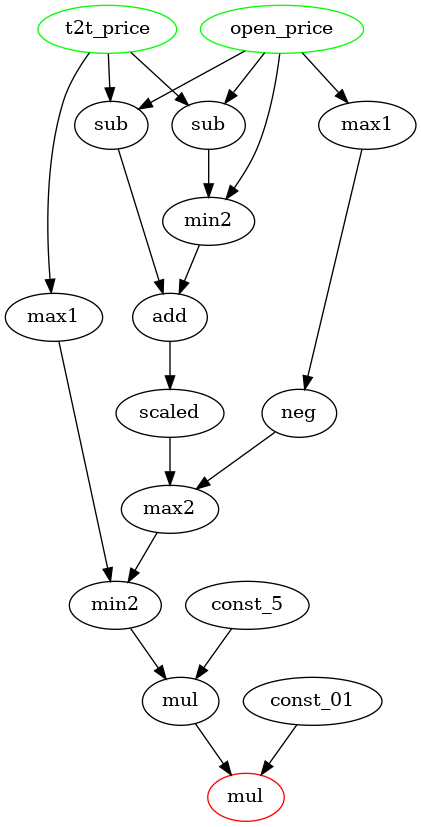 t2t_price open_price
sub sub max1
min2
max1 add
scaled neg
max2
min2 const_5
mul const_01
mul